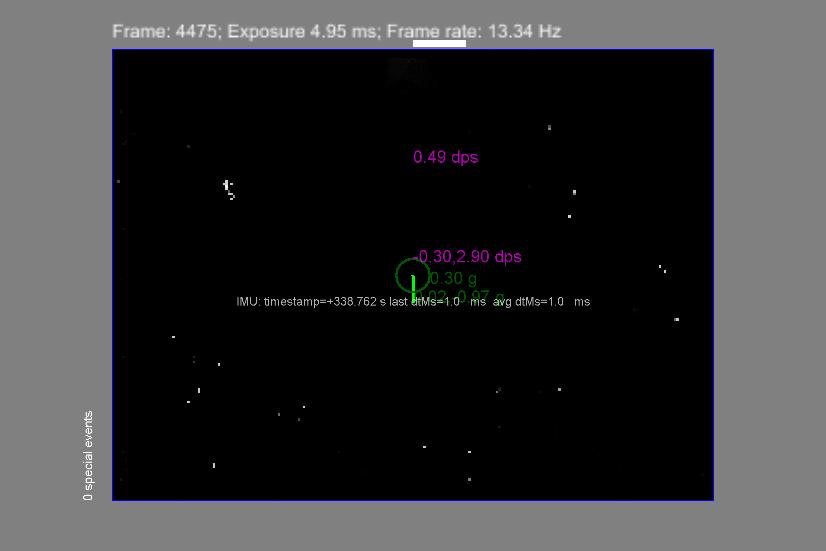 Frame: 4475; Exposure 4.95 ms; Frame rate: 13.34 Hz
0.49 dps
-0.30,2.90 dps
0.30 g
0.97 g
IMU: timestamp=+338.762 s last dtMs=1.0 ms avg dtMs=1.0 ms
0 special events